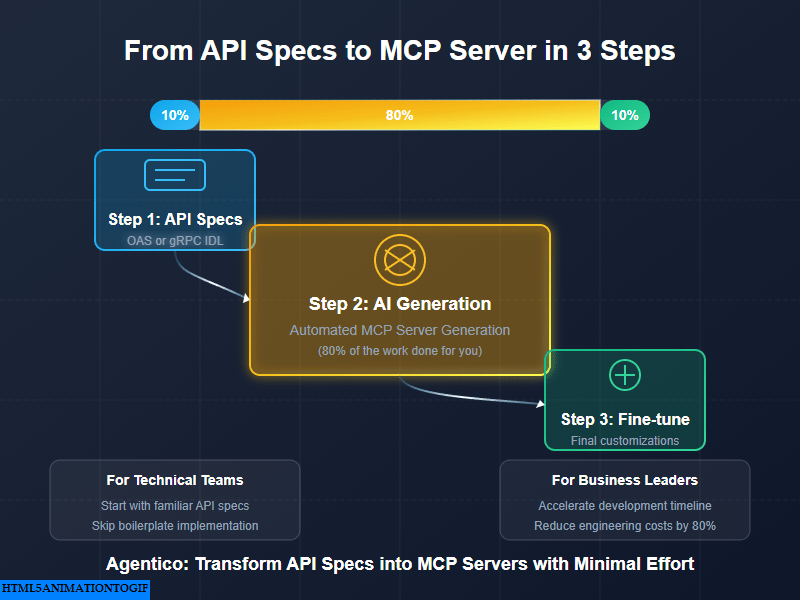 From API Specs to MCP Server in 3 Steps
10%
80%
10%
Step 1: API Specs
OAS or gRPC IDL
Step 2: AI Generation
Automated MCP Server Generation
(80% of the work done for you)
Step 3: Fine-tune
Final customizations
For Technical Teams
Start with familiar API specs
Skip boilerplate implementation
For Business Leaders
Accelerate development timeline
Reduce engineering costs by 80%
Agentico: Transform API Specs into MCP Servers with Minimal Effort
HTML5ANIMATIONTOGIF